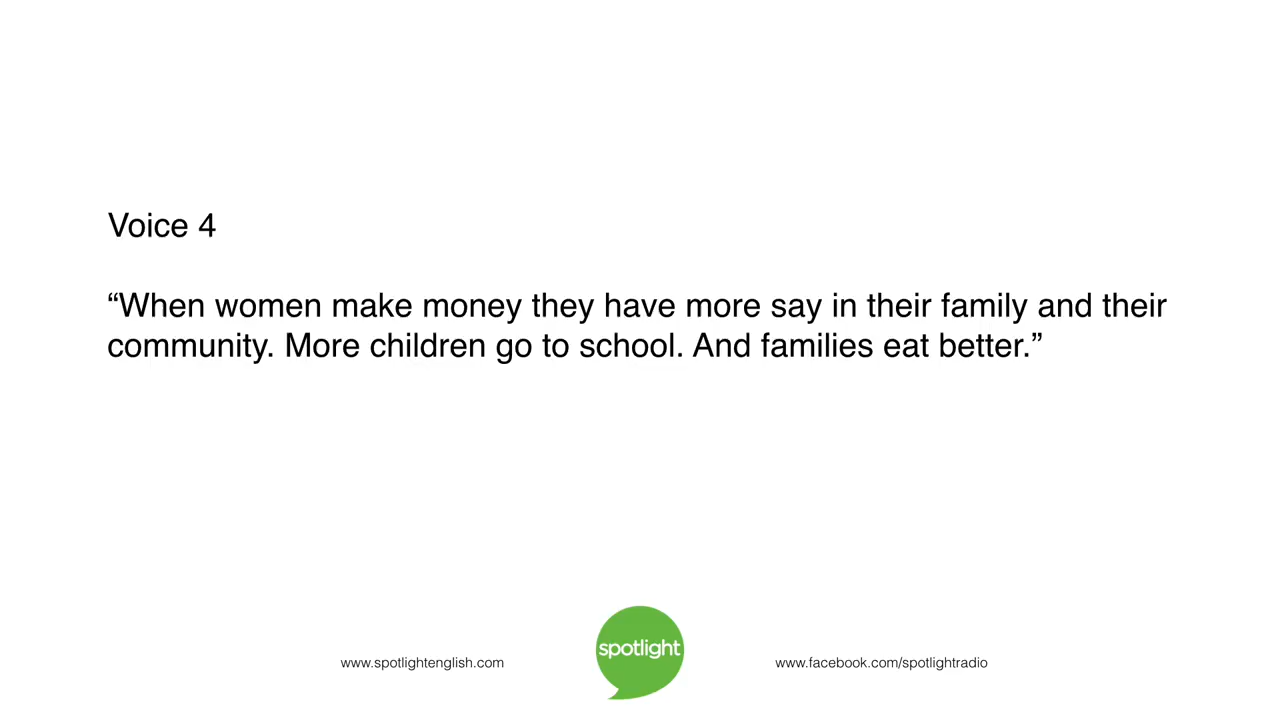 Voice 4
“When women make money they have more say in their family and their
community. More children go to school. And families eat better.”
spotlight
www.spotlightenglish.com
www.facebook.com/spotlightradio